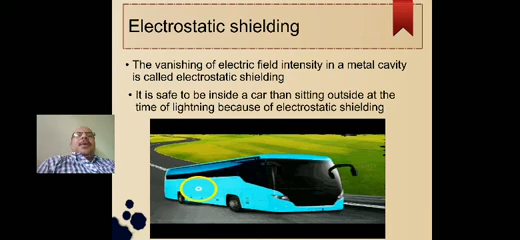 Electrostatic shielding
• The vanishing of electric field intensity in a metal cavity
is called electrostatic shielding
• It is safe to be inside a car than sitting outside at the
time of lightning because of electrostatic shielding